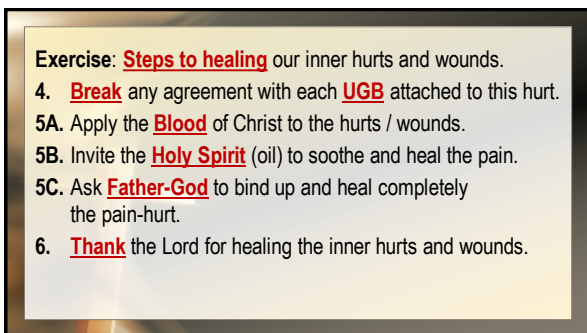 Exercise: Steps to healing our inner hurts and wounds.
4. Break any agreement with each UGB attached to this hurt.
5A. Apply the Blood of Christ to the hurts / wounds.
5B. Invite the Holy Spirit (oil) to soothe and heal the pain.
5C. Ask Father-God to bind up and heal completely
the pain-hurt.
6. Thank the Lord for healing the inner hurts and wounds.